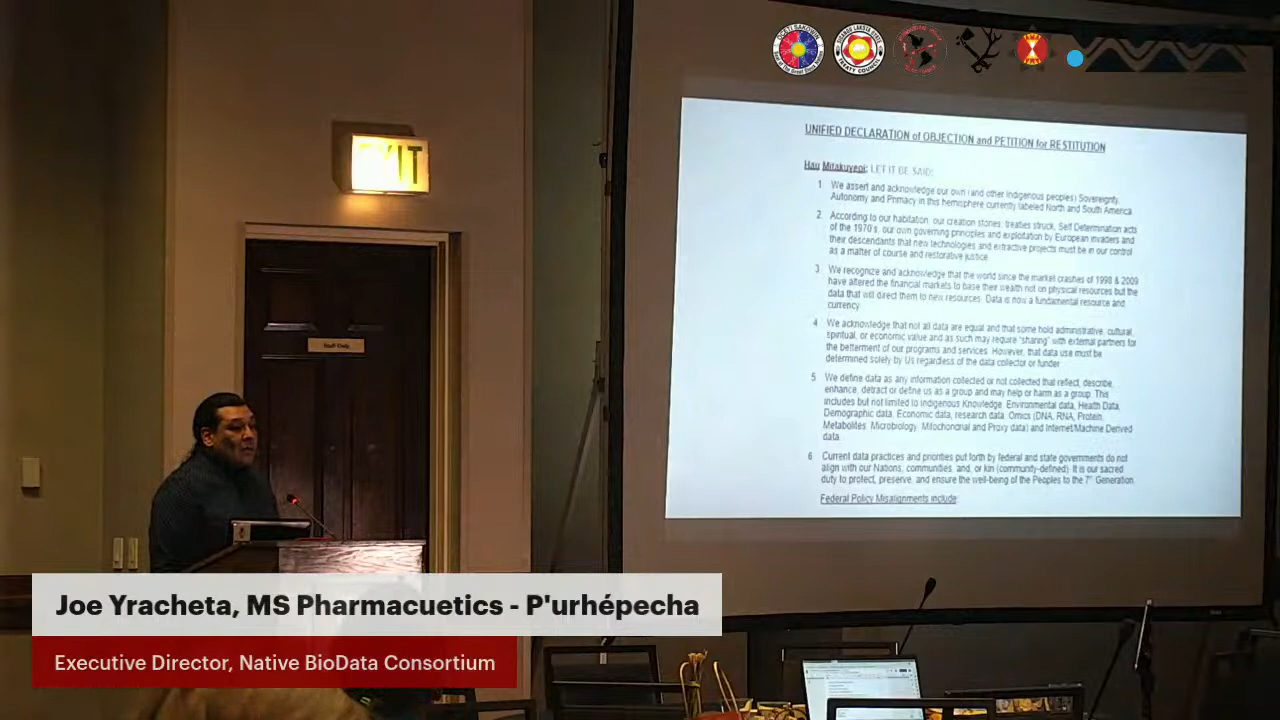 UNIFIED DECLARATION of OBJECTION and PETITION for RESTITUTION
Hau Mitakuyepi: LET IT BE SAID:
1 We assert and acknowledge our own (and other Indigenous peoples) Sovereignty,
Autonomy and Primacy in this hemisphere currently labeled North and South America
2. According to our habitation, our creation stories, treaties struck, Self Determination acts
of the 1970's, our own governing principles and exploitation by European invaders and
their descendants that new technologies and extractive projects must be in our control
as a matter of course and restorative justice
3 We recognize and acknowledge that the world since the market crashes of 1998 & 2009
have altered the financial markets to base their wealth not on physical resources but the
data that will direct them to new resources. Data is now a fundamental resource and
currency
4 We acknowledge that not all data are equal and that some hold administrative, cultural,
spiritual, or economic value and as such may require "sharing" with external partners for
the betterment of our programs and services. However, that data use must be
determined solely by Us regardless of the data collector or funder
5 We define data as any information collected or not collected that reflect, describe,
enhance, detract or define us as a group and may help or harm as a group. This
includes but not limited to Indigenous Knowledge, Environmental data, Health Data,
Demographic data, Economic data, research data, Omics (DNA, RNA, Protein,
Metabolites, Microbiology, Mitochondrial and Proxy data) and Internet/Machine Derived
data.
6 Current data practices and priorities put forth by federal and state governments do not
align with our Nations, communities, and, or kin (community-defined). It is our sacred
duty to protect, preserve, and ensure the well-being of the Peoples to the 7th Generation.
Federal Policy Misalignments include
EXIT
Staff Only
Joe Yracheta, MS Pharmacuetics - P'urhépecha
Executive Director, Native BioData Consortium